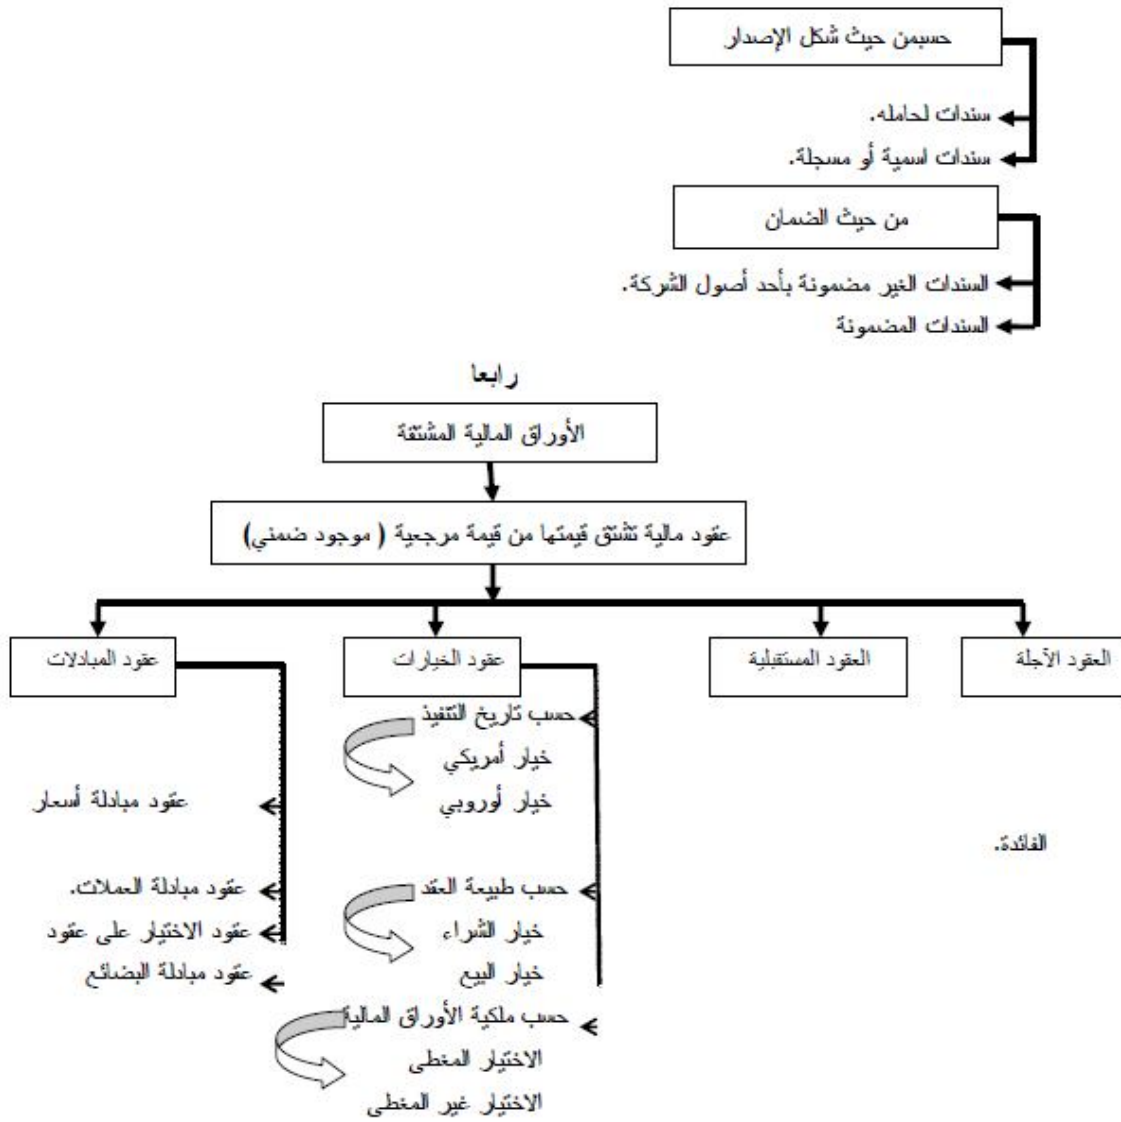 حسبمن حيث شكل الإصدار
سندات لحامله.
سندات اسمية أو مسجلة.
من حيث الضمان
السندات الغير مضمونة بأحد أصول الشركة.
السندات المضمونة
رابعا
الأوراق المالية المشتقة
عقود مالية تشتق قيمتها من قيمة مرجعية ( موجود ضمني)
العقود الآجلة
العقود المستقبلية
عقود الخيارات
عقود المبادلات
حسب تاريخ التنفيذ
خيار أمريكي
خيار أوروبي
حسب طبيعة العقد
خيار الشراء
خيار البيع
حسب ملكية الأوراق المالية
الاختيار المغطى
الاختيار غير المغطى
عقود مبادلة أسعار
الفائدة.
عقود مبادلة العملات.
عقود الاختيار على عقود
عقود مبادلة البضائع